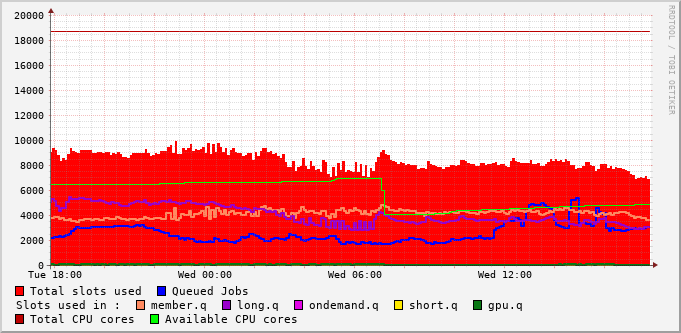 20000
18000
16000
14000
12000
10000
8000
6000
4000
2000
0
Tue 18:00 Wed 00:00 Wed 06:00 Wed 12:00
RRDTOOL / TOBI OETIKER
Total slots used Queued Jobs
Slots used in : member.q long.q ondemand.q short.q gpu.q
Total CPU cores Available CPU cores